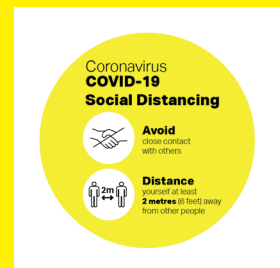 Coronavirus
COVID-19
Social Distancing
Avoid
close contact
with others
2m
Distance
yourself at least
2 metres (6 feet) away
from other people